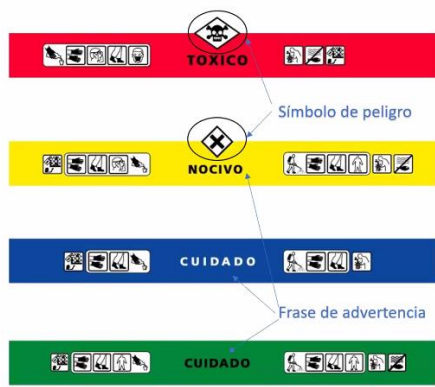 TOXICO
Símbolo de peligro
NOCIVO
CUIDADO
Frase de advertencia
CUIDADO